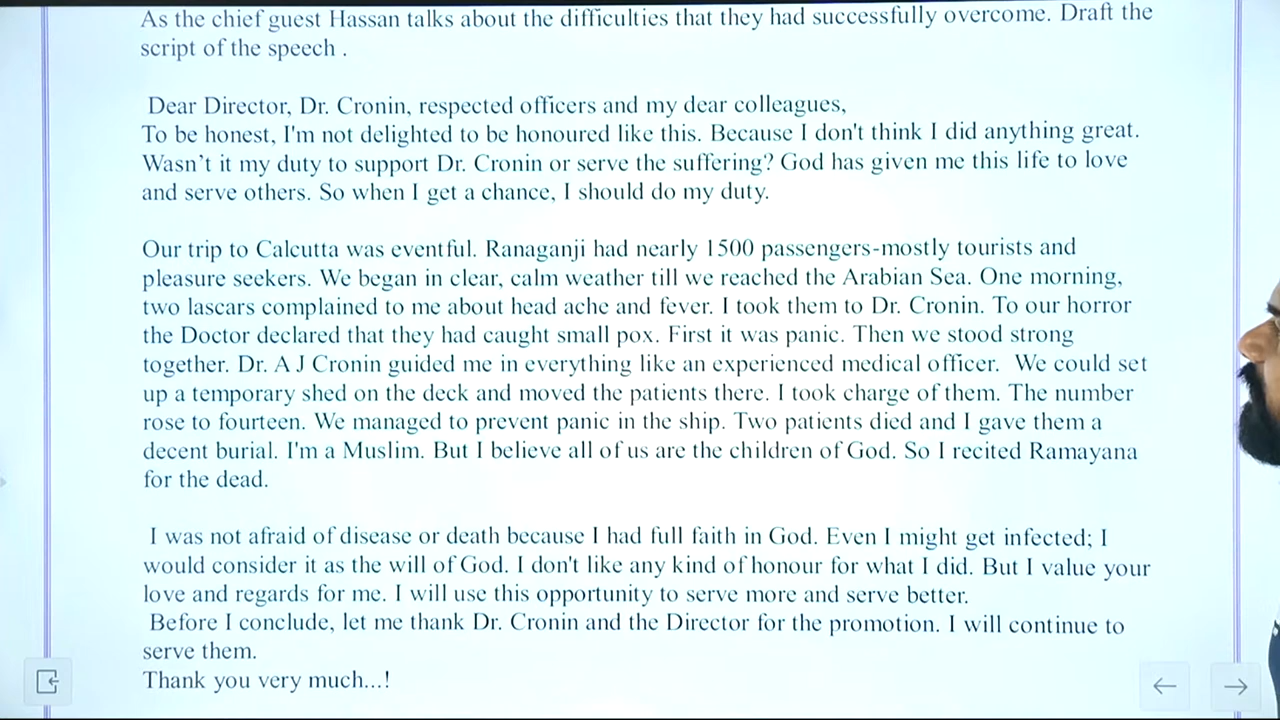 As the chief guest Hassan talks about the difficulties that they had successfully overcome. Draft the
script of the speech .
Dear Director, Dr. Cronin, respected officers and my dear colleagues,
To be honest, I'm not delighted to be honoured like this. Because I don't think I did anything great.
Wasn't it my duty to support Dr. Cronin or serve the suffering? God has given me this life to love
and serve others. So when I get a chance, I should do my duty.
Our trip to Calcutta was eventful. Ranaganji had nearly 1500 passengers-mostly tourists and
pleasure seekers. We began in clear, calm weather till we reached the Arabian Sea. One morning,
two lascars complained to me about head ache and fever. I took them to Dr. Cronin. To our horror
the Doctor declared that they had caught small pox. First it was panic. Then we stood strong
together. Dr. A J Cronin guided me in everything like an experienced medical officer. We could set
up a temporary shed on the deck and moved the patients there. I took charge of them. The number
rose to fourteen. We managed to prevent panic in the ship. Two patients died and I gave them a
decent burial. I'm a Muslim. But I believe all of us are the children of God. So I recited Ramayana
for the dead.
I was not afraid of disease or death because I had full faith in God. Even I might get infected; I
would consider it as the will of God. I don't like any kind of honour for what I did. But I value your
love and regards for me. I will use this opportunity to serve more and serve better.
Before I conclude, let me thank Dr. Cronin and the Director for the promotion. I will continue to
serve them.
Thank you very much...!